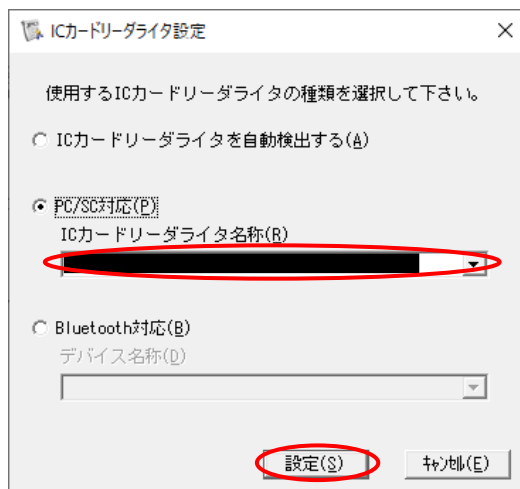 ICカードリーダライタ設定
使用するICカードリーダライタの種類を選択して下さい。
ICカードリーダライタを自動検出する(A)
PC/SC対応(P)
ICカードリーダライタ名称(R)
Bluetooth対応(B)
デバイス名称(D)
設定(S) ｷｬﾝｾﾙ(E)